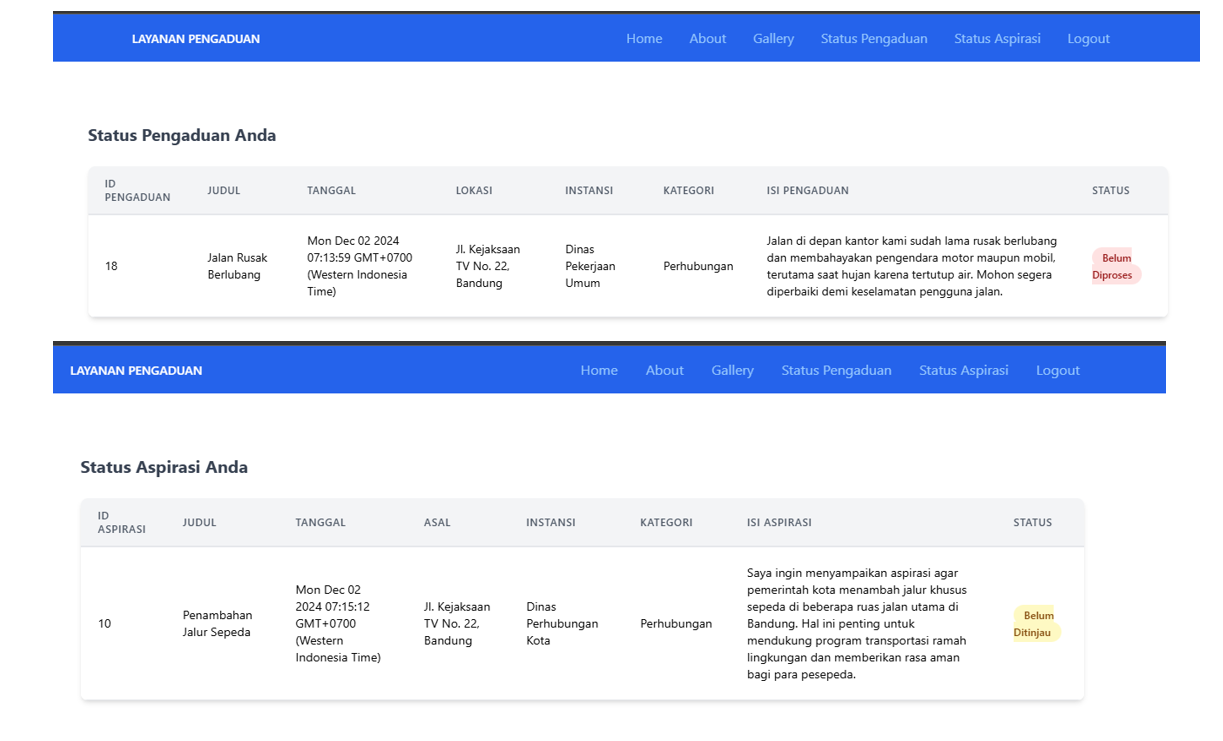 LAYANAN PENGADUAN Home About Gallery Status Pengaduan Status Aspirasi Logout
Status Pengaduan Anda
ID PENGADUAN JUDUL TANGGAL LOKASI INSTANSI KATEGORI ISI PENGADUAN STATUS
18
Jalan Rusak
Berlubang
Mon Dec 02 2024
07:13:59 GMT+0700
(Western Indonesia
Time)
Jl. Kejaksaan
TV No. 22,
Bandung
Dinas
Pekerjaan
Umum
Perhubungan
Jalan di depan kantor kami sudah lama rusak berlubang
dan membahayakan pengendara motor maupun mobil,
terutama saat hujan karena tertutup air. Mohon segera
diperbaiki demi keselamatan pengguna jalan.
Belum
Diproses
LAYANAN PENGADUAN Home About Gallery Status Pengaduan Status Aspirasi Logout
Status Aspirasi Anda
ID ASPIRASI JUDUL TANGGAL ASAL INSTANSI KATEGORI ISI ASPIRASI STATUS
10
Penambahan
Jalur Sepeda
Mon Dec 02
2024 07:15:12
GMT+0700
(Western
Indonesia Time)
Jl. Kejaksaan
TV No. 22,
Bandung
Dinas
Perhubungan
Kota
Perhubungan
Saya ingin menyampaikan aspirasi agar
pemerintah kota menambah jalur khusus
sepeda di beberapa ruas jalan utama di
Bandung. Hal ini penting untuk
mendukung program transportasi ramah
lingkungan dan memberikan rasa aman
bagi para pesepeda.
Belum
Ditinjau